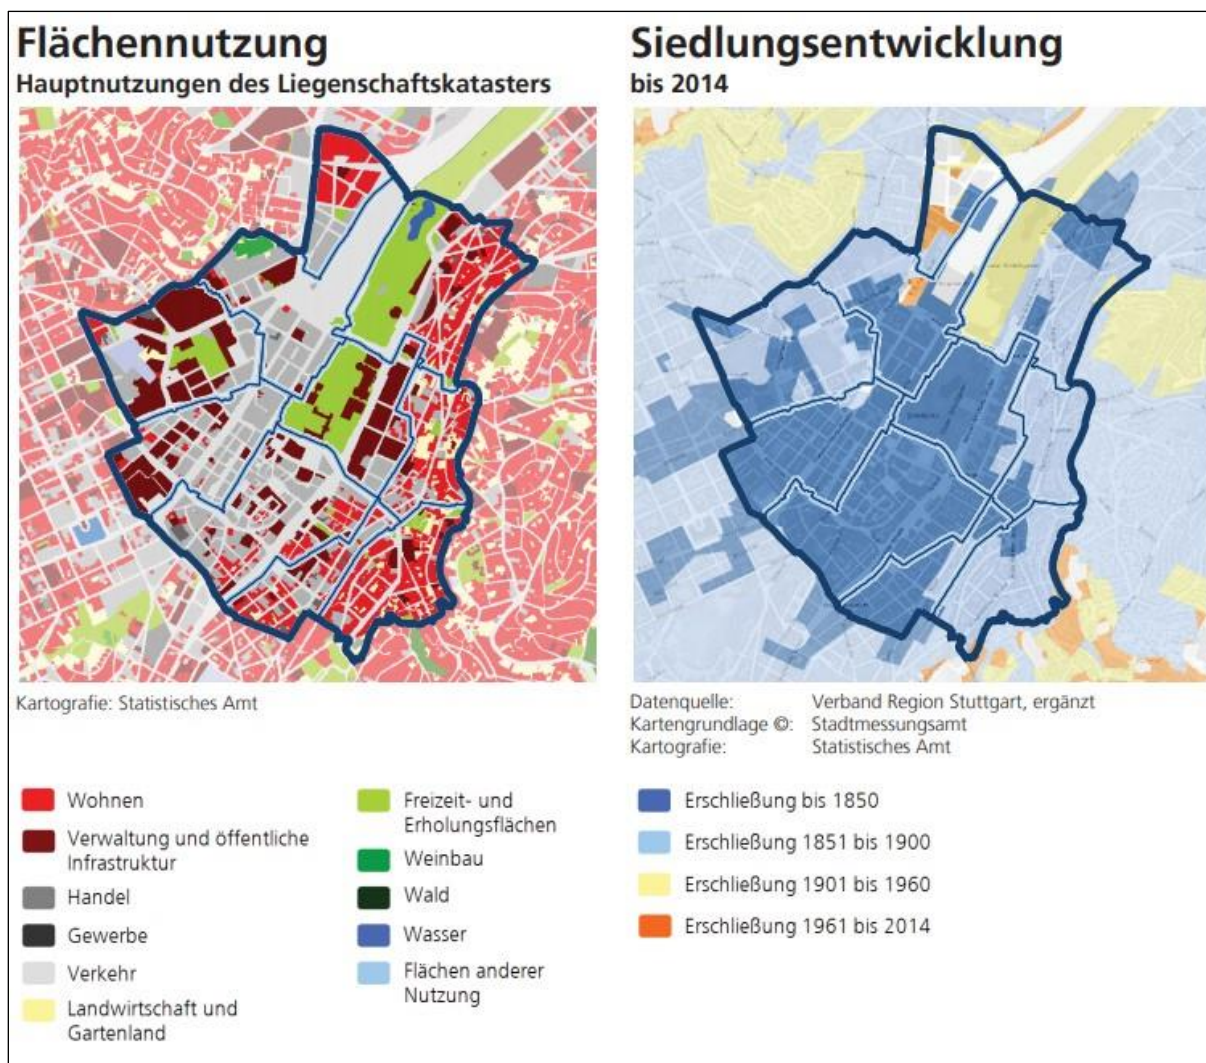 Flächennutzung
Hauptnutzungen des Liegenschaftskatasters
Kartografie: Statistisches Amt
Wohnen
Verwaltung und öffentliche
Infrastruktur
Handel
Gewerbe
Verkehr
Landwirtschaft und
Gartenland
Freizeit- und
Erholungsflächen
Weinbau
Wald
Wasser
Flächen anderer
Nutzung
Siedlungsentwicklung
bis 2014
Datenquelle: Verband Region Stuttgart, ergänzt
Kartengrundlage ©: Stadtmessungsamt
Kartografie: Statistisches Amt
Erschließung bis 1850
Erschließung 1851 bis 1900
Erschließung 1901 bis 1960
Erschließung 1961 bis 2014